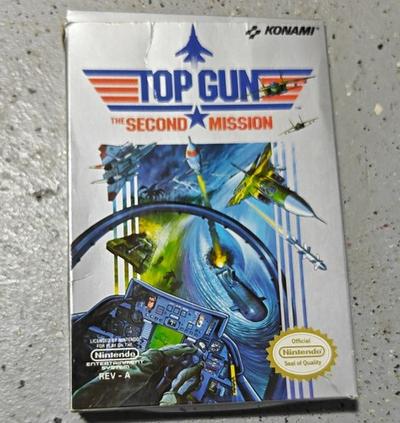 KONAMI
TOP GUN
THE SECOND MISSION
LICENSED BY NINTENDO
FOR PLAY ON THE
Nintendo
ENTERTAINMENT
SYSTEM
REV-A
Official
Nintendo
Seal of Quality